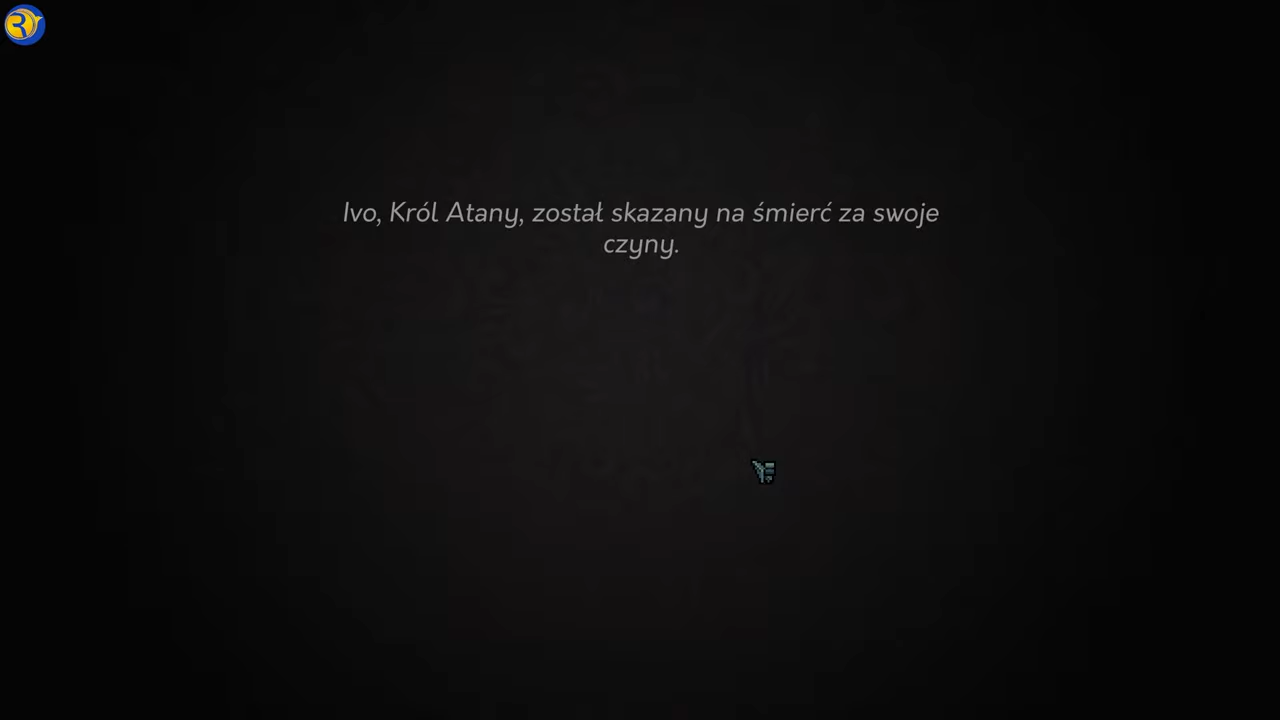 Ivo, Król Atany, został skazany na śmierć za swoje
czyny.